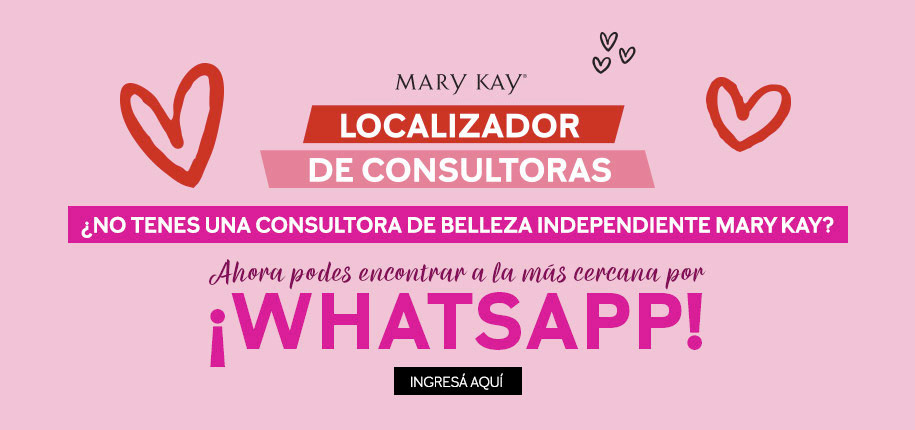 MARY KAY®
LOCALIZADOR
DE CONSULTORAS
¿NO TENES UNA CONSULTORA DE BELLEZA INDEPENDIENTE MARY KAY?
Ahora podes encontrar a la más cercana por
¡WHATSAPP!
INGRESÁ AQUÍ